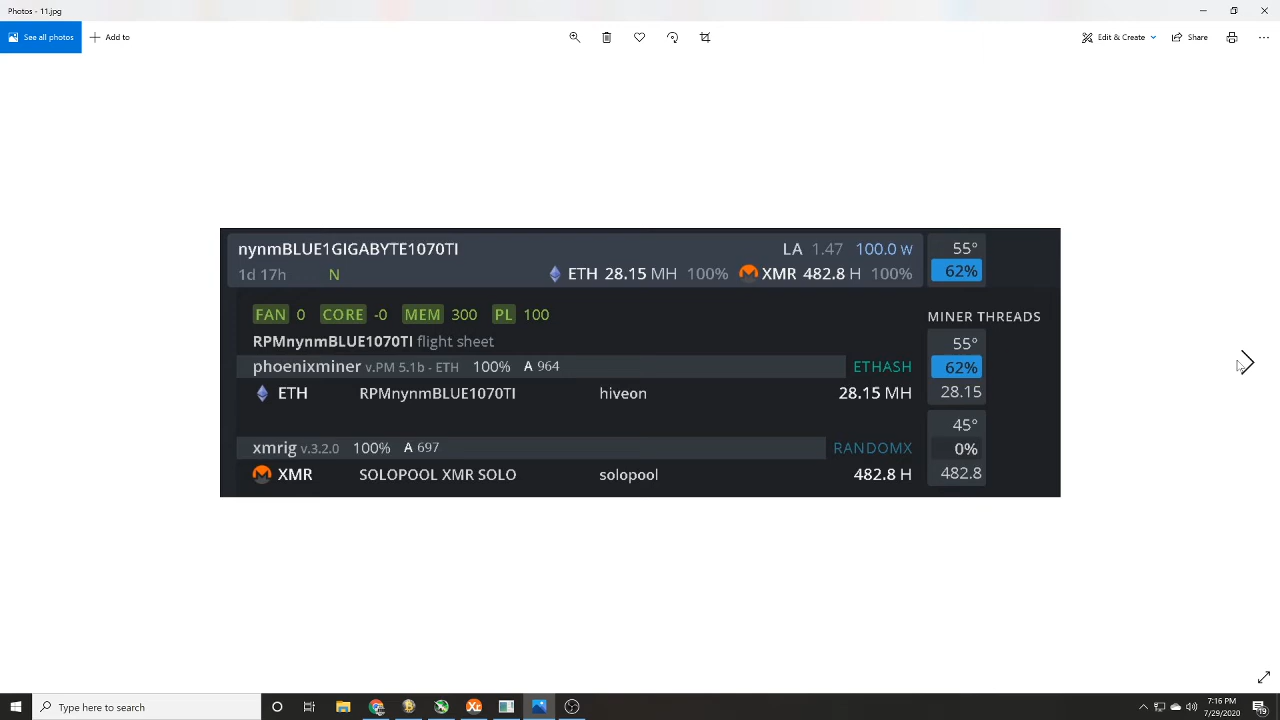 Photos - 11.jpg
See all photos
Add to
Edit & Create
Share
nynmBLUE1GIGABYTE1070TI LA 1.47 100.0 W 55°
1d 17h N ETH 28.15 MH 100% XMR 482.8 H 100% 62%
FAN 0 CORE -0 MEM 300 PL 100 MINER THREADS
RPMnynmBLUE1070TI flight sheet 55°
phoenixminer v.PM 5.1b - ETH 100% A 964 ETHASH 62%
ETH RPMnynmBLUE1070TI hiveon 28.15 MH 28.15
45°
xmrig v.3.2.0 100% A 697 RANDOMX 0%
XMR SOLOPOOL XMR SOLO solopool 482.8 H 482.8
Type here to search
7:16 PM
7/29/2020